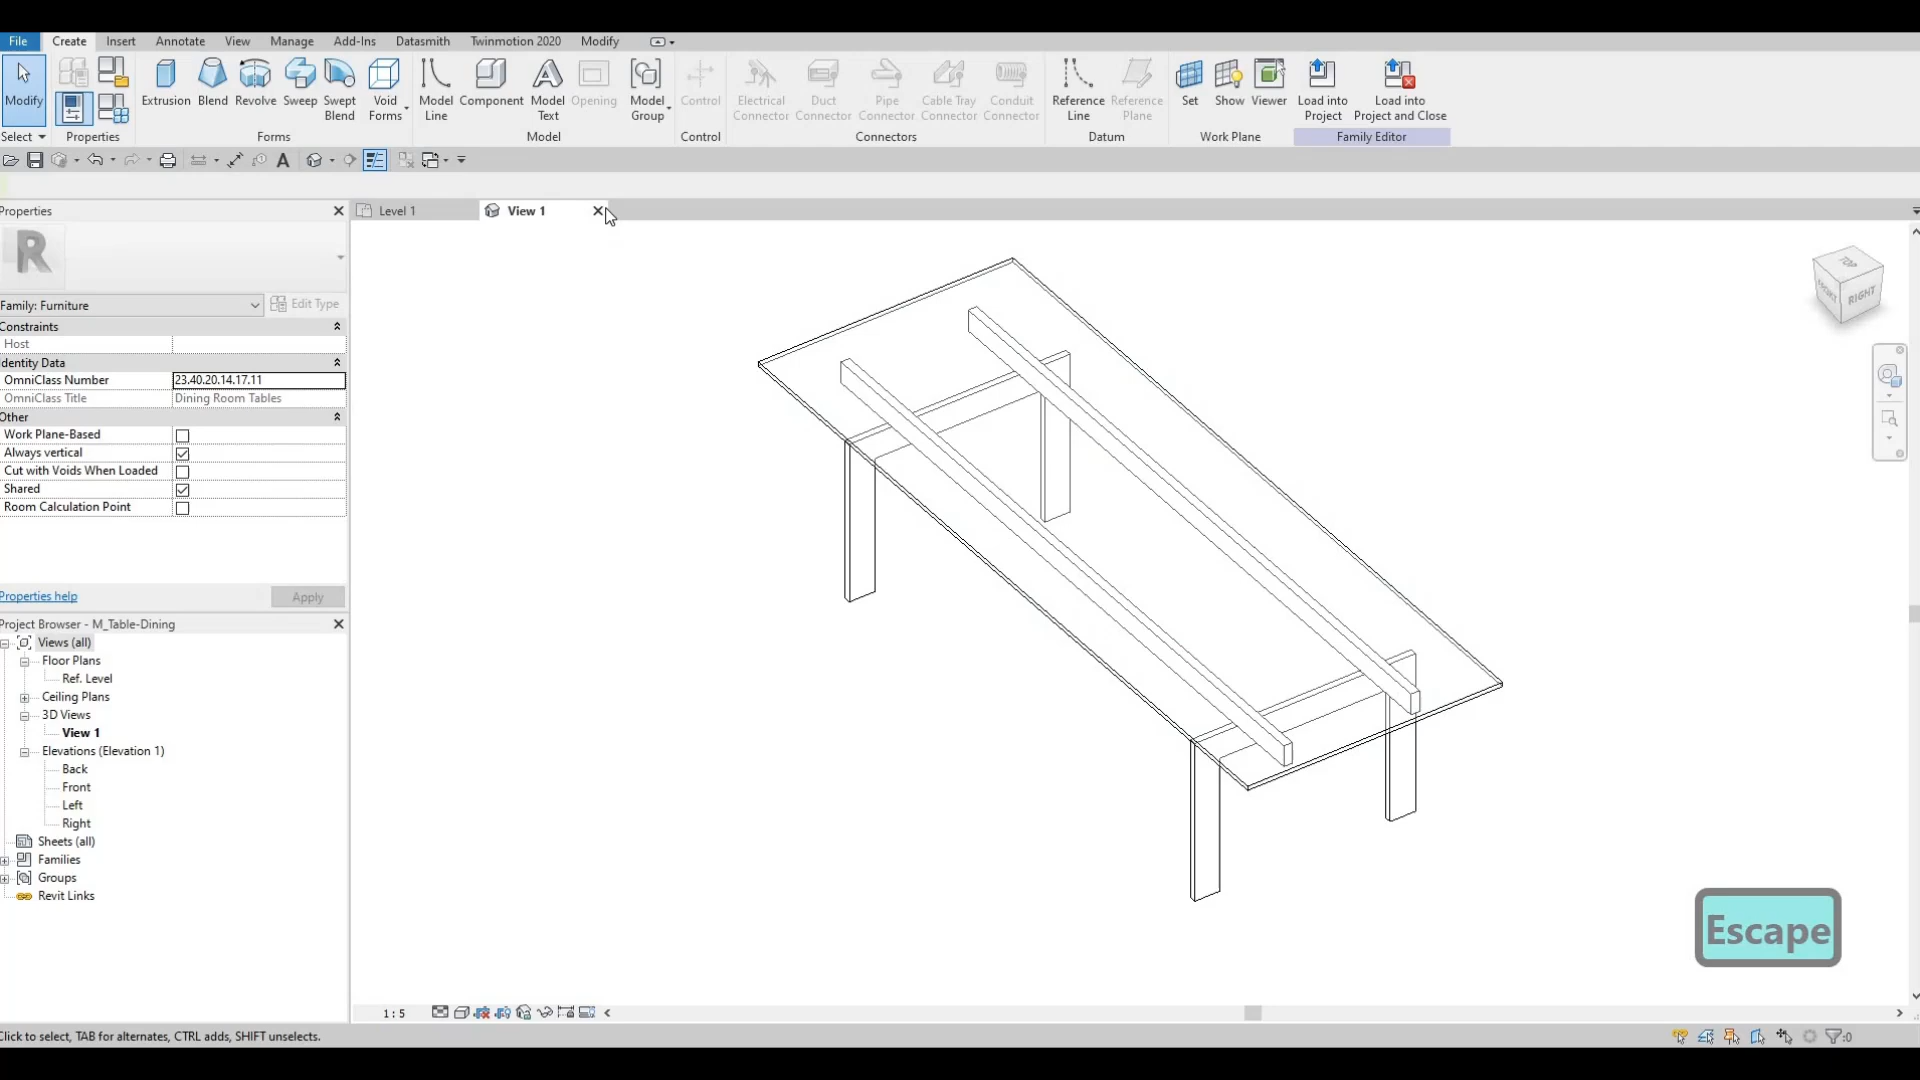 File Create Insert Annotate View Manage Add-Ins Datasmith Twinmotion 2020 Modify
Modify Extrusion Blend Revolve Sweep Swept Blend Void Forms Model Line Component Model Text Opening Model Group Control Electrical Connector Duct Connector Pipe Connector Cable Tray Connector Conduit Connector Reference Line Reference Plane Set Show Viewer Load into Project Load into Project and Close
Select Properties Forms Model Control Connectors Datum Work Plane Family Editor
Properties
Level 1 View 1
R
Family: Furniture Edit Type
Constraints
Host
Identity Data
OmniClass Number 23.40.20.14.17.11
OmniClass Title Dining Room Tables
Other
Work Plane-Based
Always vertical
Cut with Voids When Loaded
Shared
Room Calculation Point
Properties help Apply
Project Browser - M_Table-Dining
Views (all)
Floor Plans
Ref. Level
Ceiling Plans
3D Views
View 1
Elevations (Elevation 1)
Back
Front
Left
Right
Sheets (all)
Families
Groups
Revit Links
TOP
FRONT RIGHT
Escape
1 : 5
Click to select, TAB for alternates, CTRL adds, SHIFT unselects.
:0